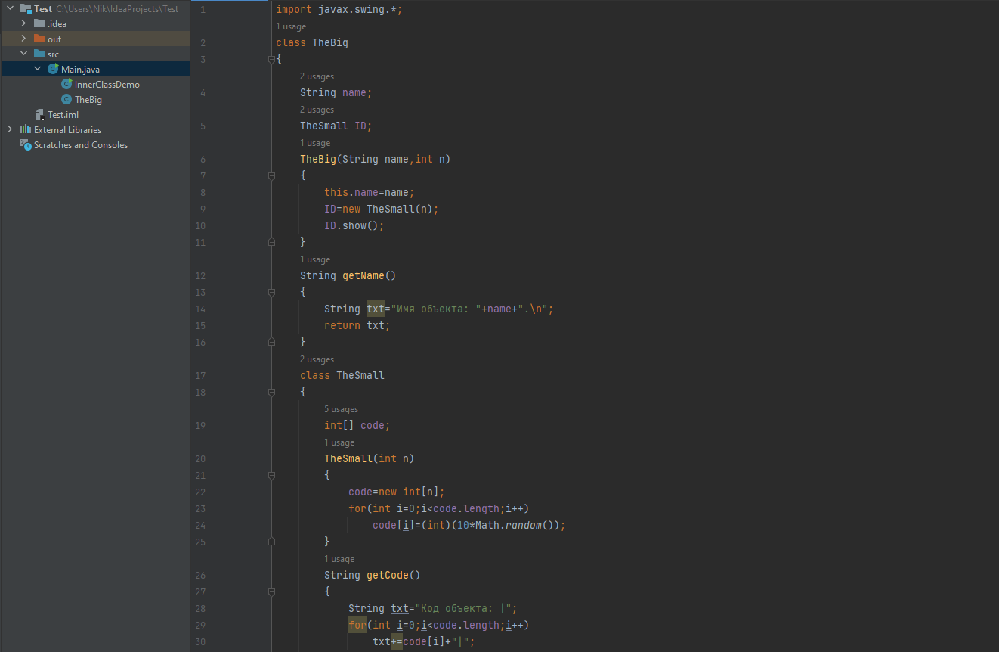 Test C:\Users\Nik\IdeaProjects\Test
.idea
out
src
Main.java
InnerClassDemo
TheBig
Test.iml
External Libraries
Scratches and Consoles
1 import javax.swing.*;
1 usage
2 class TheBig
3 {
2 usages
4 String name;
2 usages
5 TheSmall ID;
1 usage
6 TheBig(String name,int n)
7 {
8 this.name=name;
9 ID=new TheSmall(n);
10 ID.show();
11 }
1 usage
12 String getName()
13 {
14 String txt="Имя объекта: "+name+".\n";
15 return txt;
16 }
2 usages
17 class TheSmall
18 {
5 usages
19 int[] code;
1 usage
20 TheSmall(int n)
21 {
22 code=new int[n];
23 for(int i=0;i<code.length;i++)
24 code[i]=(int)(10*Math.random());
25 }
1 usage
26 String getCode()
27 {
28 String txt="Код объекта: |";
29 for(int i=0;i<code.length;i++)
30 txt+=code[i]+"|";